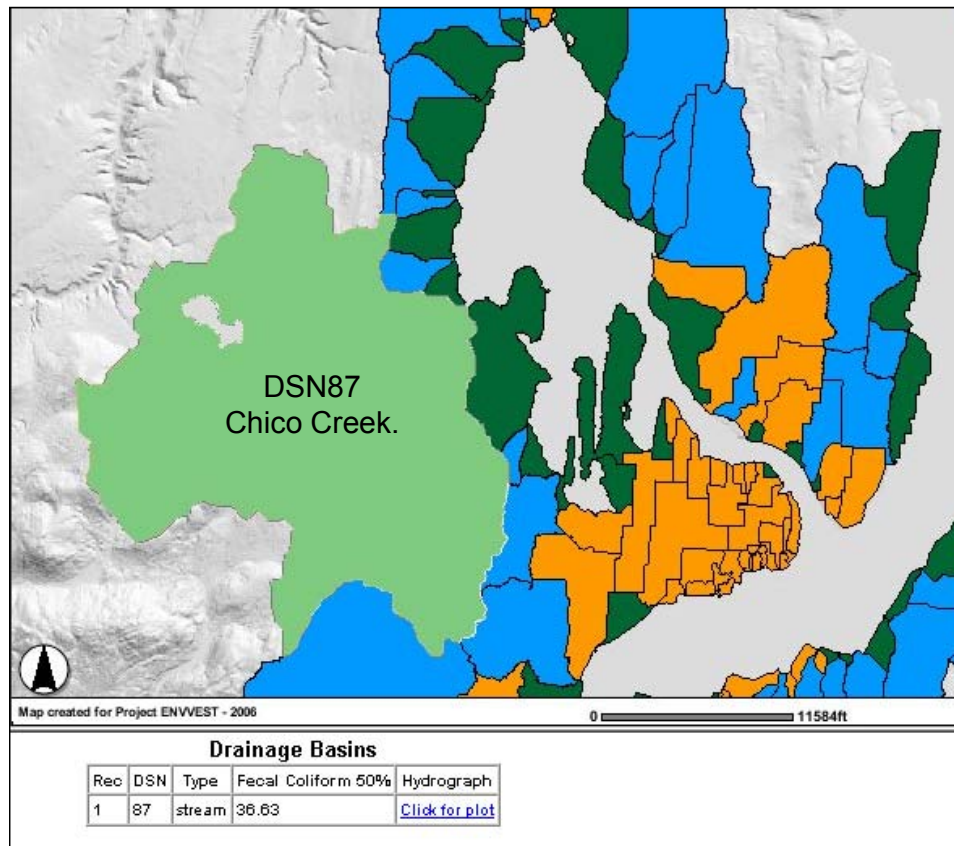 DSN87
Chico Creek.
Map created for Project ENVVEST - 2006
0 11584ft
Drainage Basins
Rec DSN Type Fecal Coliform 50% Hydrograph
1 87 stream 36.63 Click for plot